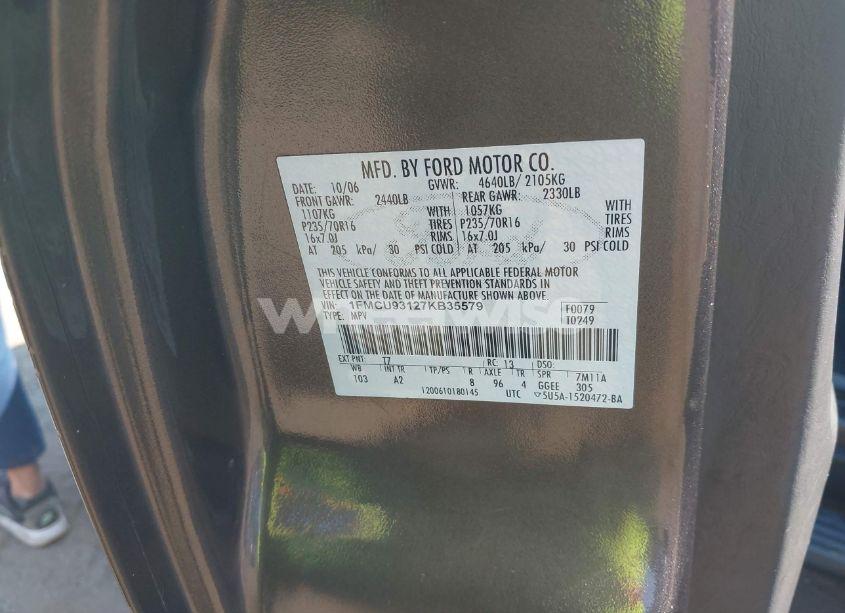 MFD. BY FORD MOTOR CO.
DATE: 10/06 GVWR: 4640LB/ 2105KG
FRONT GAWR: 2440LB REAR GAWR: 2330LB
1107KG WITH 1057KG WITH
P235/70R16 TIRES P235/70R16 TIRES
16x7.0J RIMS 16x7.0J RIMS
AT 205 kPa/ 30 PSI COLD AT 205 kPa/ 30 PSI COLD
THIS VEHICLE CONFORMS TO ALL APPLICABLE FEDERAL MOTOR
VEHICLE SAFETY AND THEFT PREVENTION STANDARDS IN
EFFECT ON THE DATE OF MANUFACTURE SHOWN ABOVE.
VIN: 1FMCU93127KB35579 F0079
TYPE: MPV T0249
EXT PNT: T7 RC: 13 DSO:
WB INT TR TP/PS R AXLE TR SPR 7M11A
103 A2 8 96 4 GGEE 305
1200610180145 UTC ▽5U5A-1520472-BA